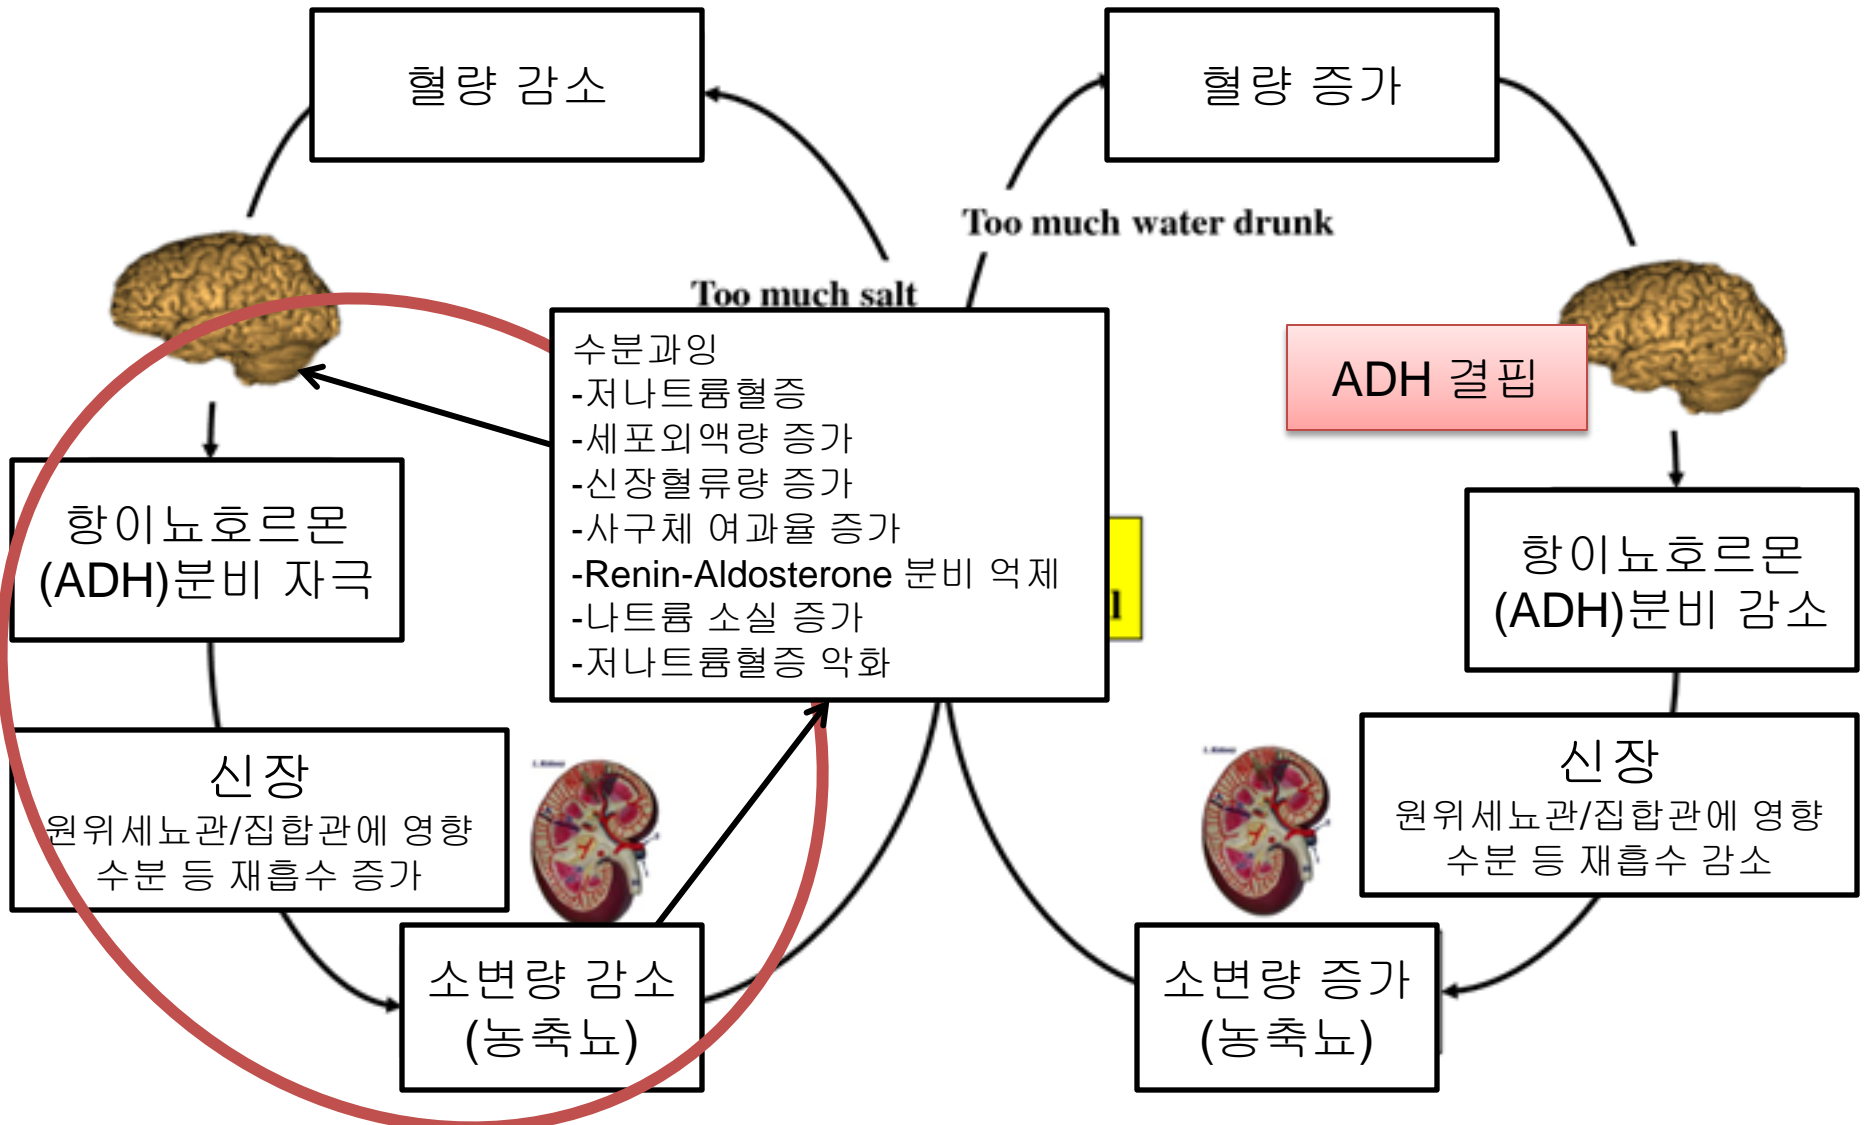 혈량 감소
혈량 증가
Too much water drunk
Too much salt
수분과잉
-저나트륨혈증
-세포외액량 증가
-신장혈류량 증가
-사구체 여과율 증가
-Renin-Aldosterone 분비 억제
-나트륨 소실 증가
-저나트륨혈증 악화
ADH 결핍
항이뇨호르몬
(ADH)분비 자극
항이뇨호르몬
(ADH)분비 감소
신장
원위세뇨관/집합관에 영향
수분 등 재흡수 증가
신장
원위세뇨관/집합관에 영향
수분 등 재흡수 감소
소변량 감소
(농축뇨)
소변량 증가
(농축뇨)